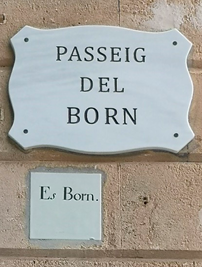 PASSEIG
DEL
BORN
Es Born.